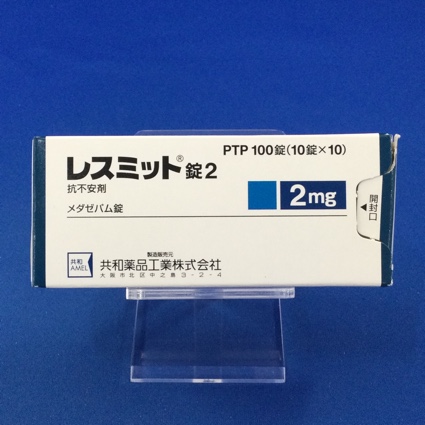 PTP 100錠(10錠×10)
レスミット®錠2
抗不安剤
メダゼパム錠
2mg
開封口
共和
AMEL
製造販売元
共和薬品工業株式会社
大阪市北区中之島3-2-4